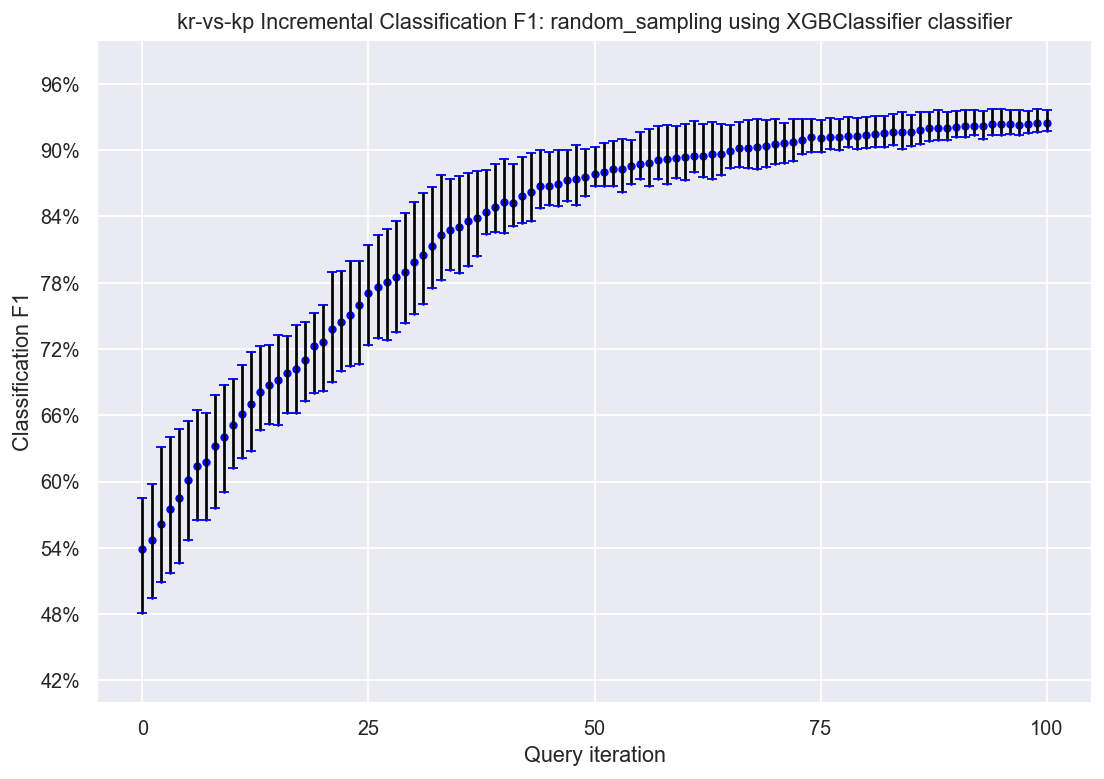 kr-vs-kp Incremental Classification F1: random_sampling using XGBClassifier classifier
96%
90%
84%
78%
72%
66%
60%
54%
48%
42%
Classification F1
0 25 50 75 100
Query iteration